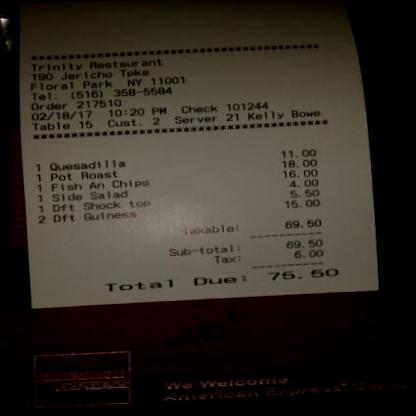 ********************************************
Trinity Restaurant
190 Jericho Tpke
Floral Park NY 11001
Tel. (516) 358-5584
Order 217510
02/18/17 10:20 PM Check 101244
Table 15 Cust. 2 Server 21 Kelly Bowe
********************************************
1 Quesadilla 11.00
1 Pot Roast 18.00
1 Fish An Chips 16.00
1 Side Salad 4.00
1 Dft Shock top 5.50
2 Dft Guiness 15.00
Taxable: 69.50
Sub-total: 69.50
Tax: 6.00
Total Due: 75.50
We Welcome
American Express